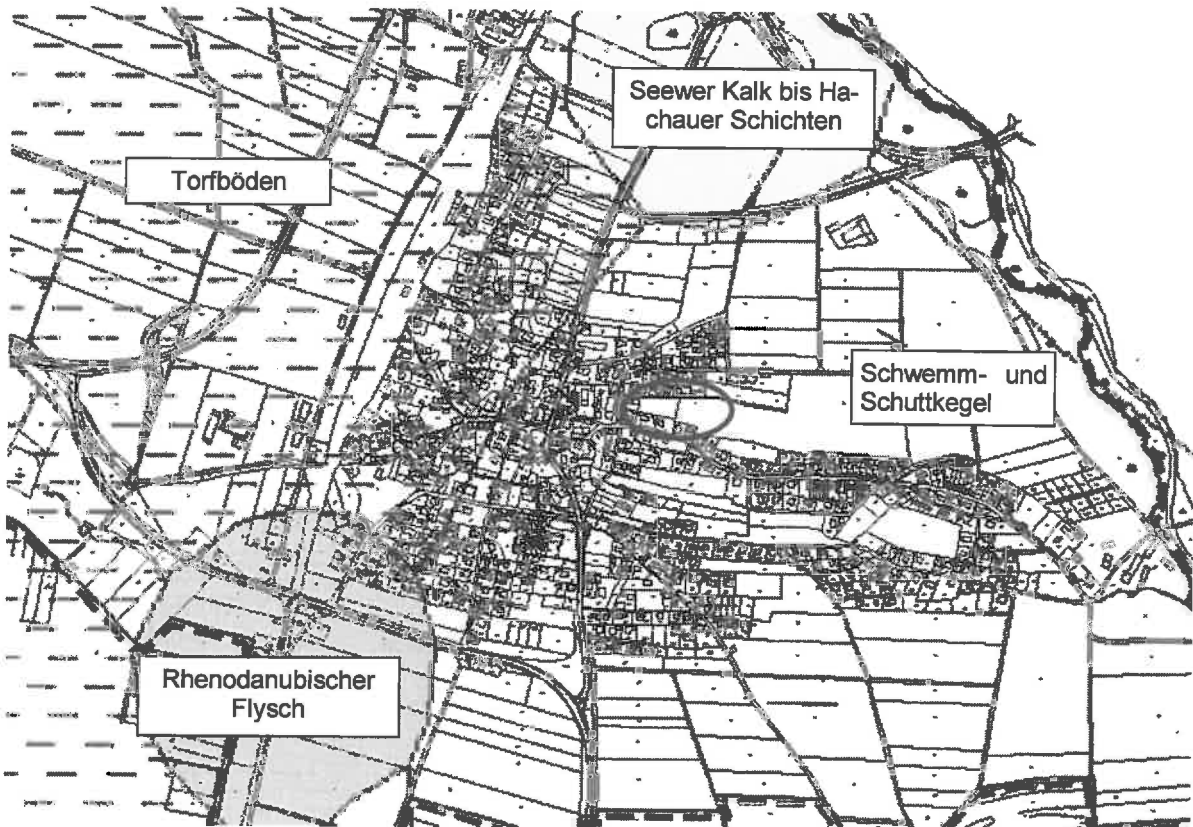 Seewer Kalk bis Ha-
chauer Schichten
Torfböden
Schwemm- und
Schuttkegel
Rhenodanubischer
Flysch